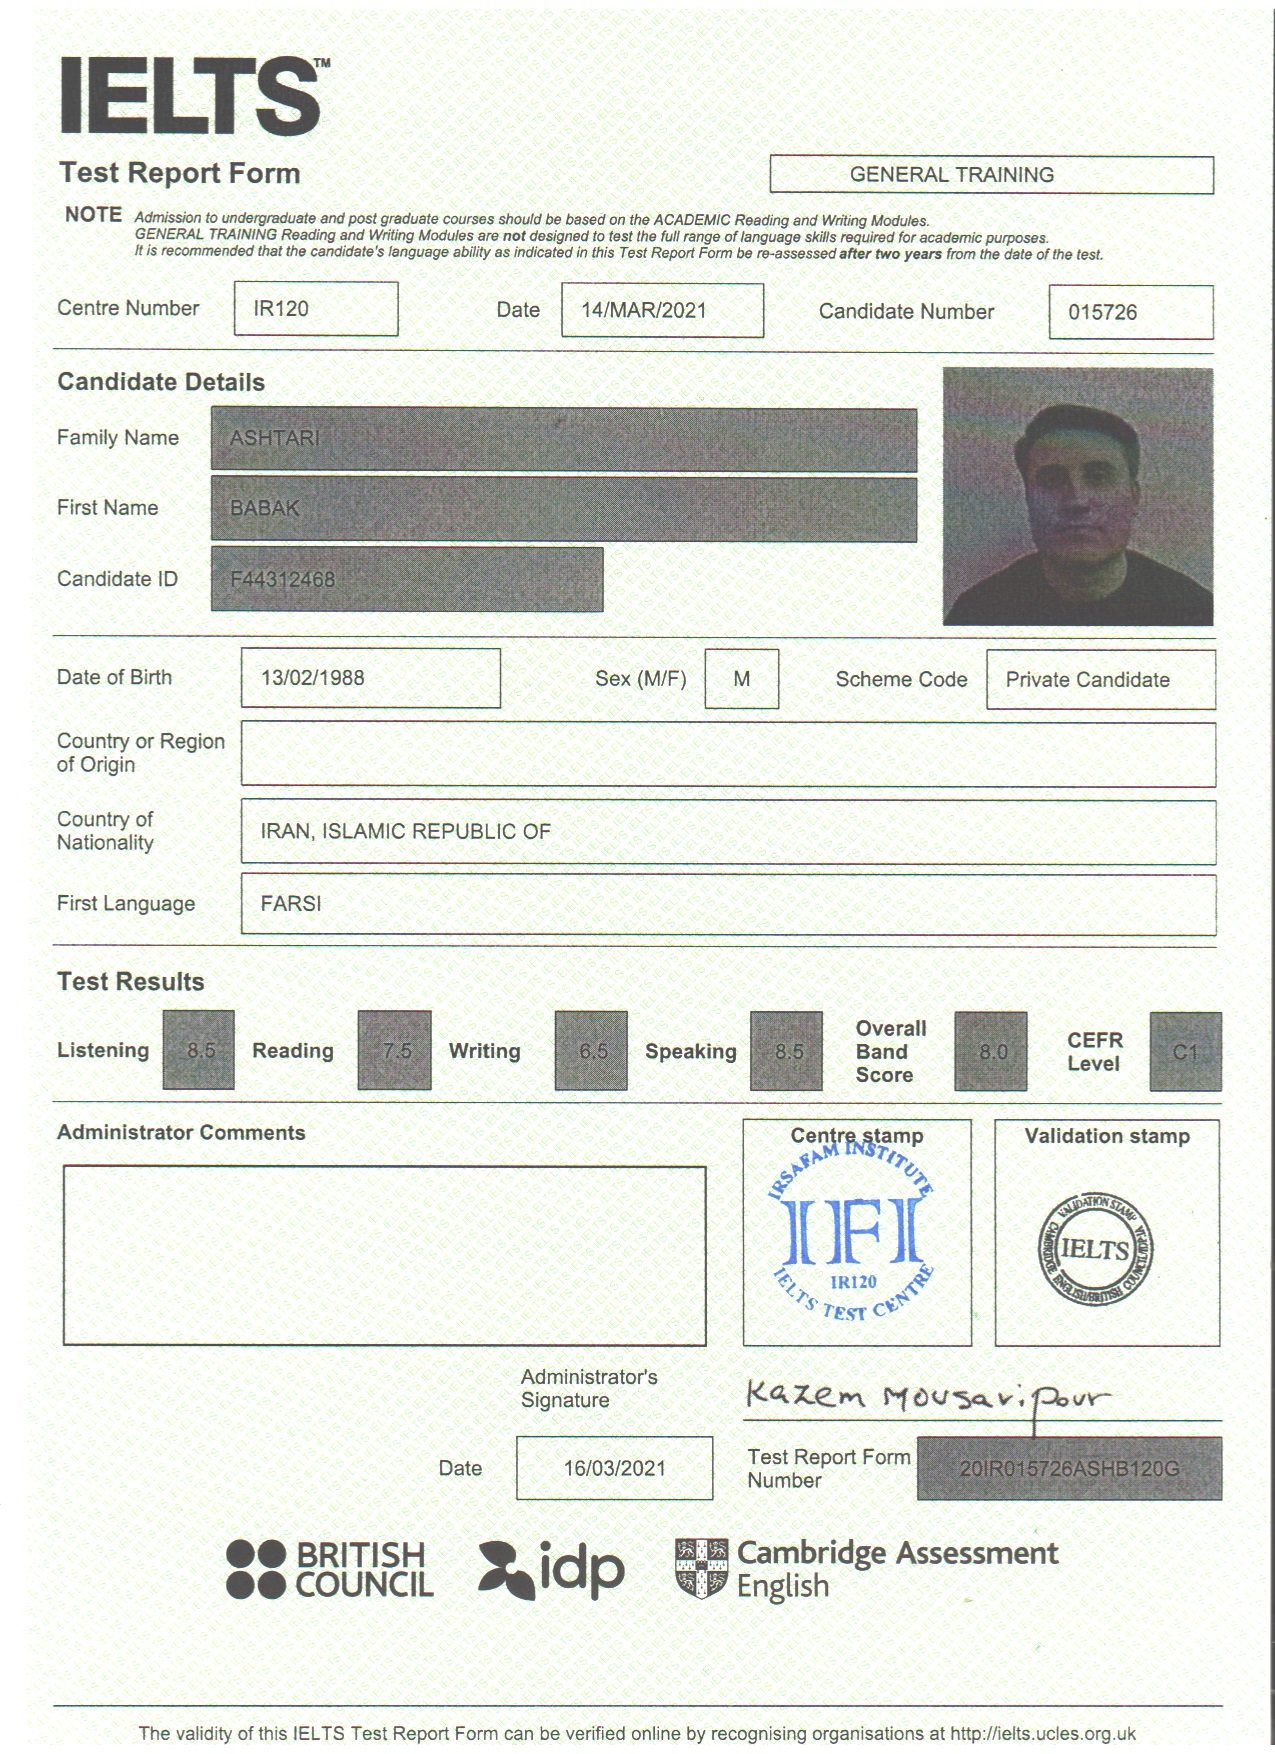 IELTS™
Test Report Form
GENERAL TRAINING
NOTE Admission to undergraduate and post graduate courses should be based on the ACADEMIC Reading and Writing Modules.
GENERAL TRAINING Reading and Writing Modules are not designed to test the full range of language skills required for academic purposes.
It is recommended that the candidate's language ability as indicated in this Test Report Form be re-assessed after two years from the date of the test.
Centre Number IR120 Date 14/MAR/2021 Candidate Number 015726
Candidate Details
Family Name ASHTARI
First Name BABAK
Candidate ID F44312468
Date of Birth 13/02/1988 Sex (M/F) M Scheme Code Private Candidate
Country or Region
of Origin
Country of
Nationality IRAN, ISLAMIC REPUBLIC OF
First Language FARSI
Test Results
Listening 8.5 Reading 7.5 Writing 6.5 Speaking 8.5 Overall Band Score 8.0 CEFR Level C1
Administrator Comments
Centre stamp
IRSAFAM INSTITUTE
IFI
IR120
IELTS TEST CENTRE
Validation stamp
VALIDATION STAMP
IELTS
CAMBRIDGE ENGLISH/BRITISH COUNCIL/IDP:IA
Administrator's
Signature
Kazem Mousavipour
Date 16/03/2021
Test Report Form
Number 20IR015726ASHB120G
BRITISH
COUNCIL
idp
Cambridge Assessment
English
The validity of this IELTS Test Report Form can be verified online by recognising organisations at http://ielts.ucles.org.uk